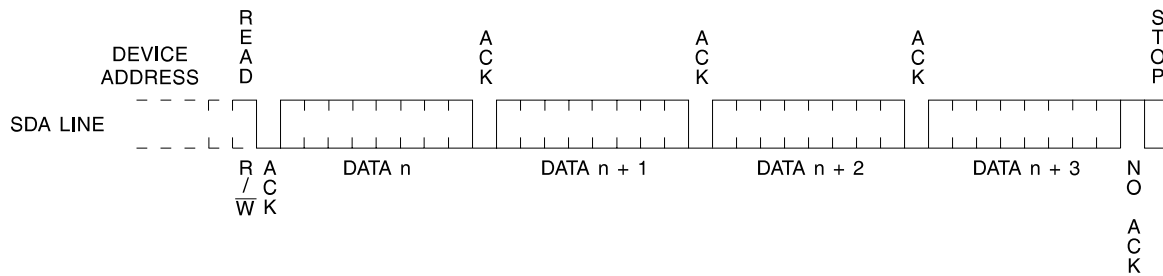 READ
ACK
ACK
ACK
STOP
DEVICE
ADDRESS
SDA LINE
R/W
ACK
DATA n
DATA n + 1
DATA n + 2
DATA n + 3
NO ACK